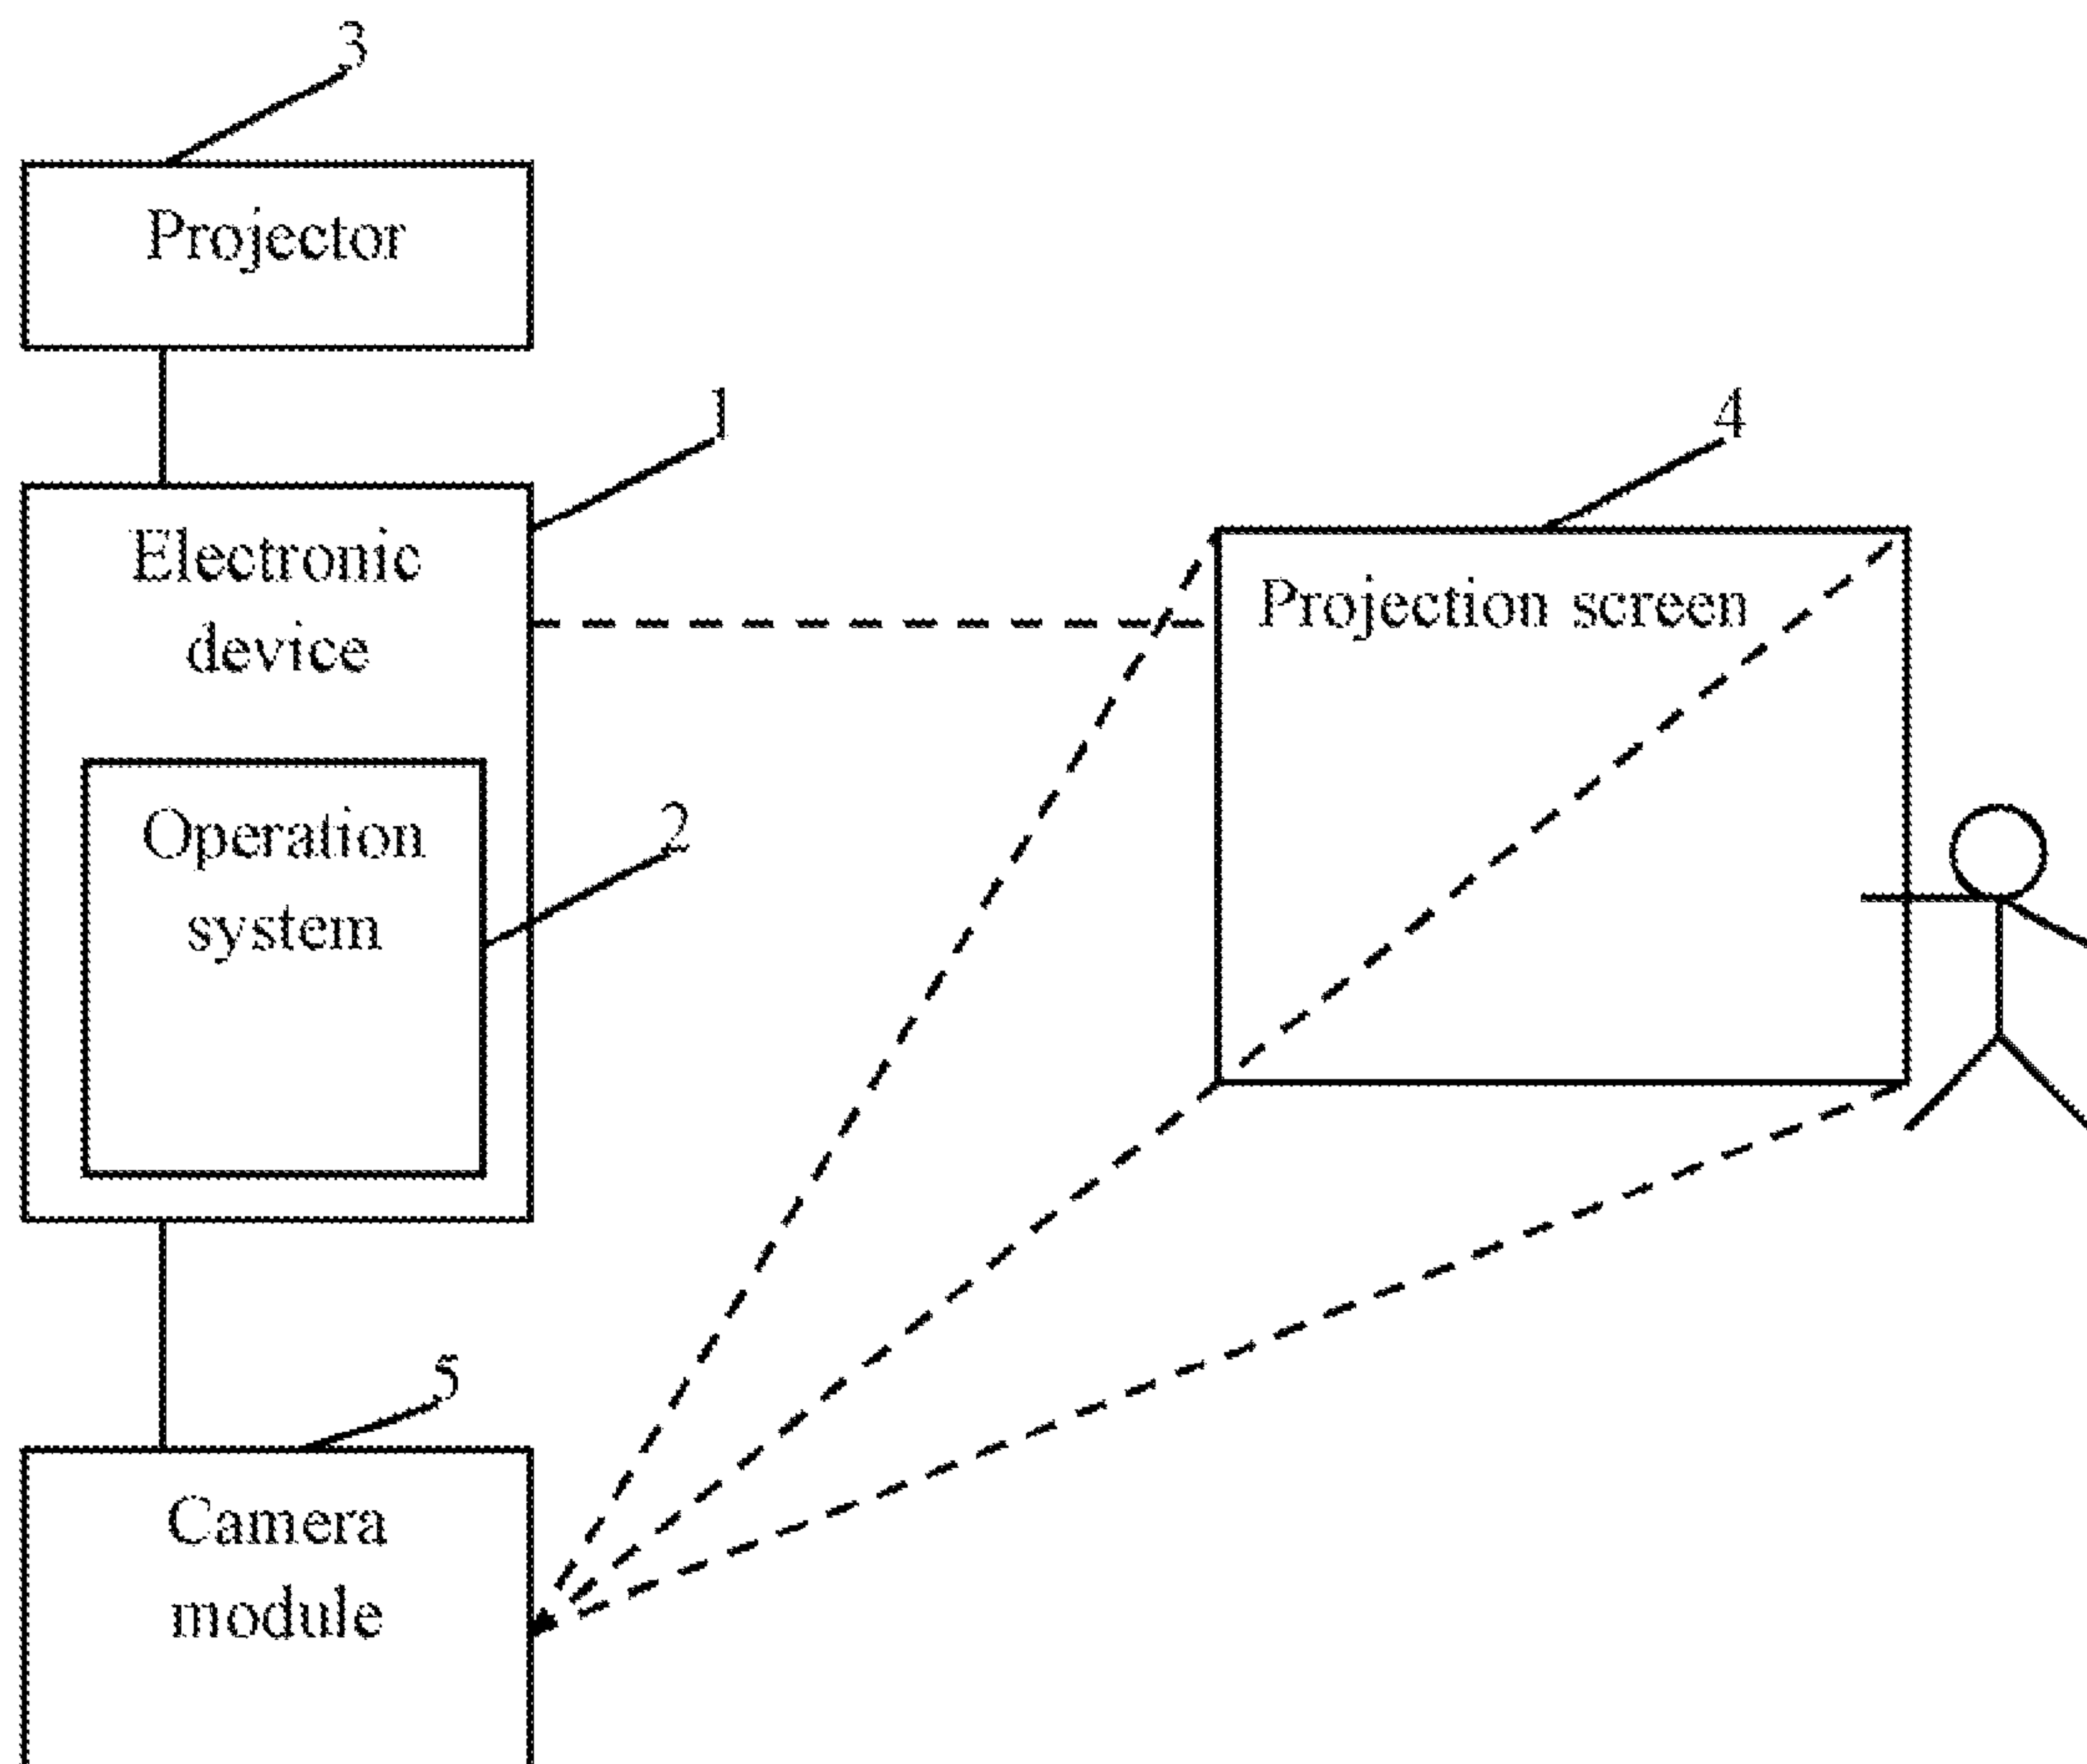 3
Projector
1
4
Electronic
device
Projection screen
Operation
system
2
5
Camera
module